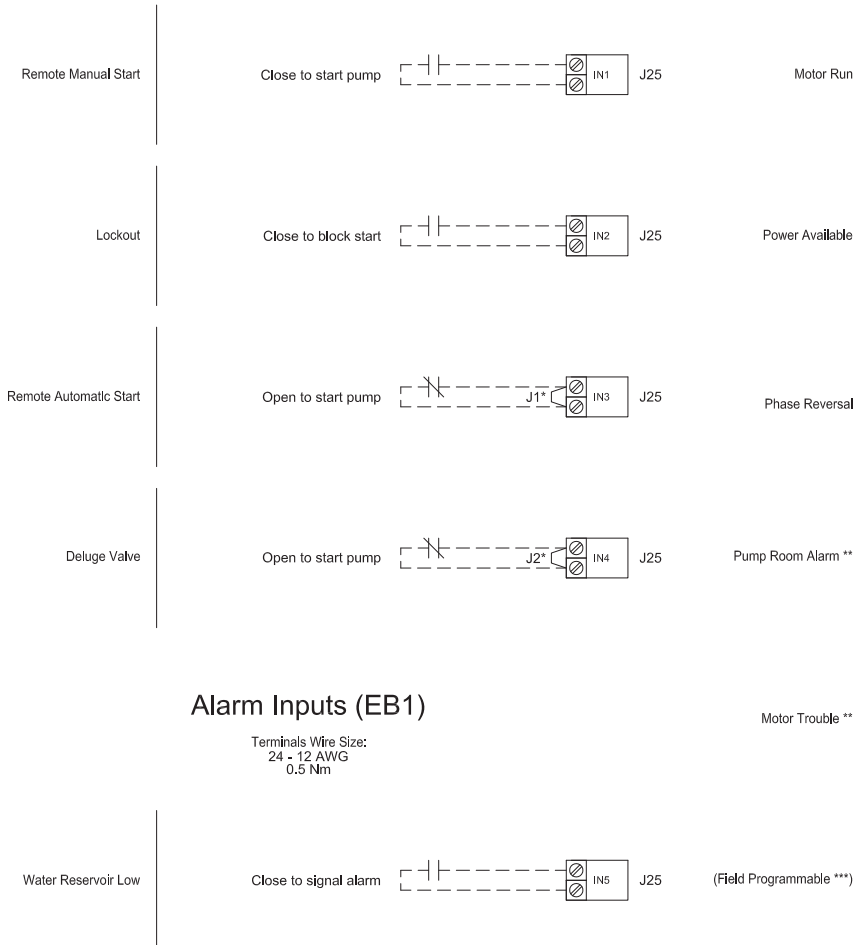 Remote Manual Start
Close to start pump
IN1
J25
Motor Run
Lockout
Close to block start
IN2
J25
Power Available
Remote Automatic Start
Open to start pump
J1*
IN3
J25
Phase Reversal
Deluge Valve
Open to start pump
J2*
IN4
J25
Pump Room Alarm **
Alarm Inputs (EB1)
Motor Trouble **
Terminals Wire Size:
24 - 12 AWG
0.5 Nm
Water Reservoir Low
Close to signal alarm
IN5
J25
(Field Programmable ***)